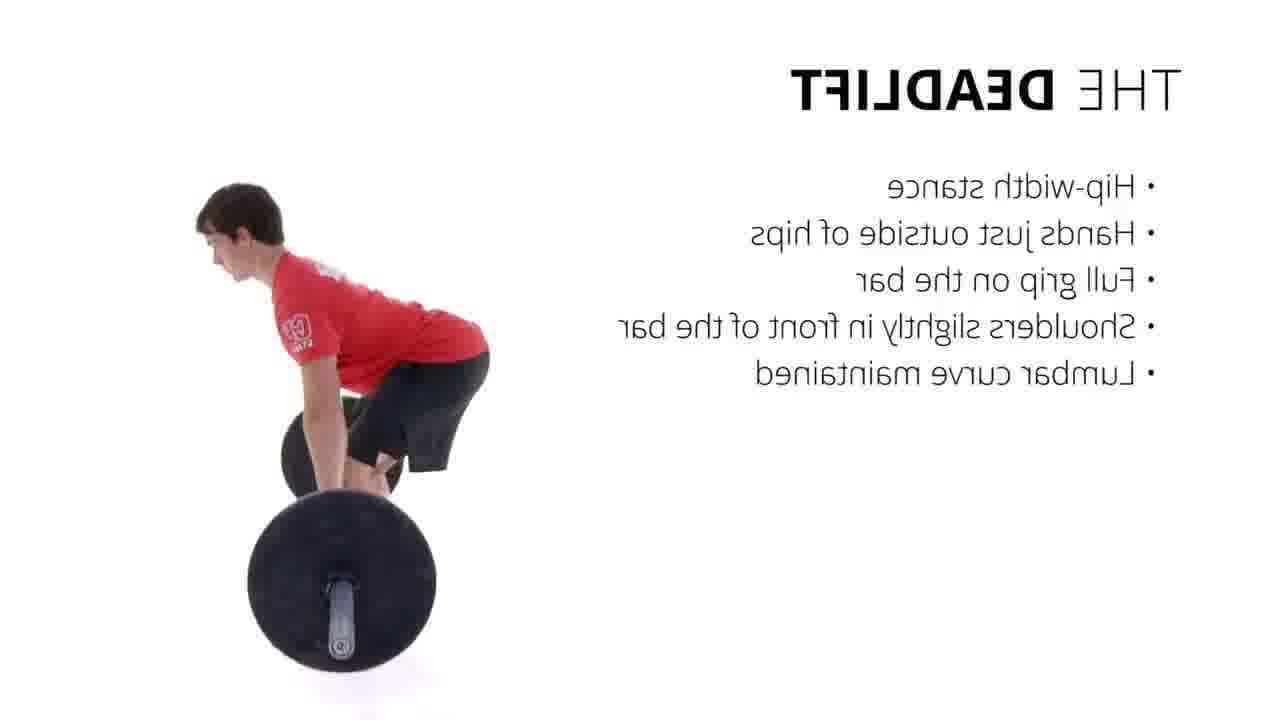 THE DEADLIFT
• Hip-width stance
• Hands just outside of hips
• Full grip on the bar
• Shoulders slightly in front of the bar
• Lumbar curve maintained